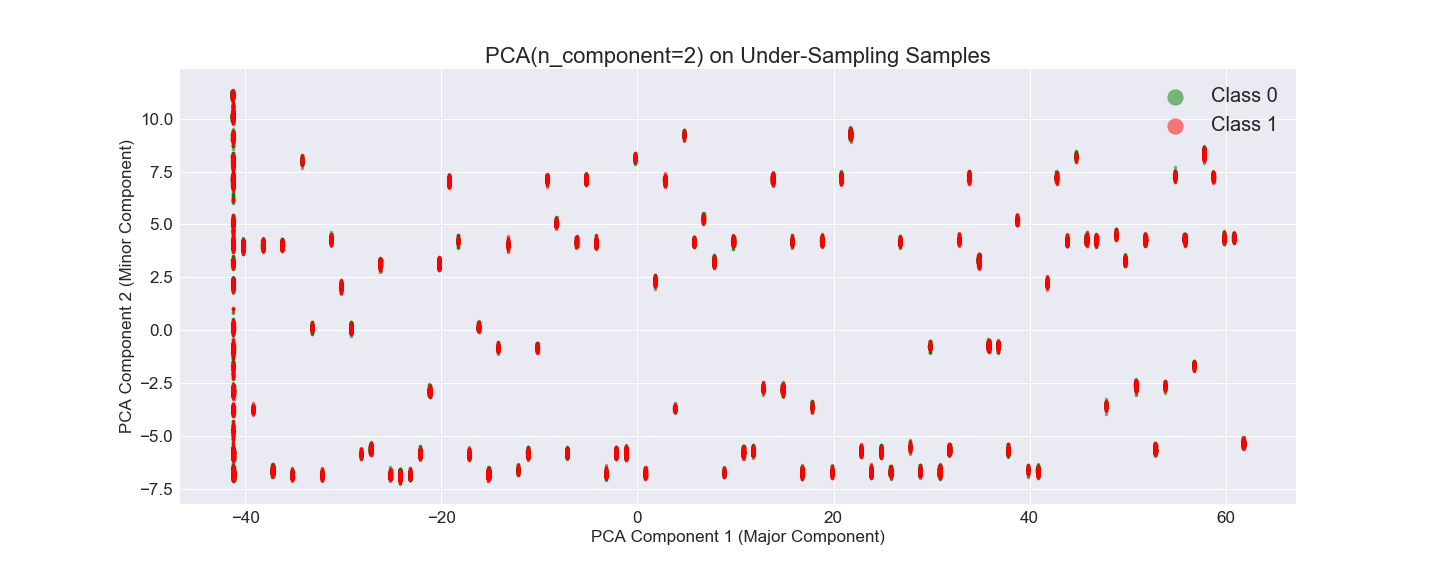 PCA(n_component=2) on Under-Sampling Samples
Class 0
Class 1
PCA Component 2 (Minor Component)
10.0
7.5
5.0
2.5
0.0
−2.5
−5.0
−7.5
−40
−20
0
20
40
60
PCA Component 1 (Major Component)